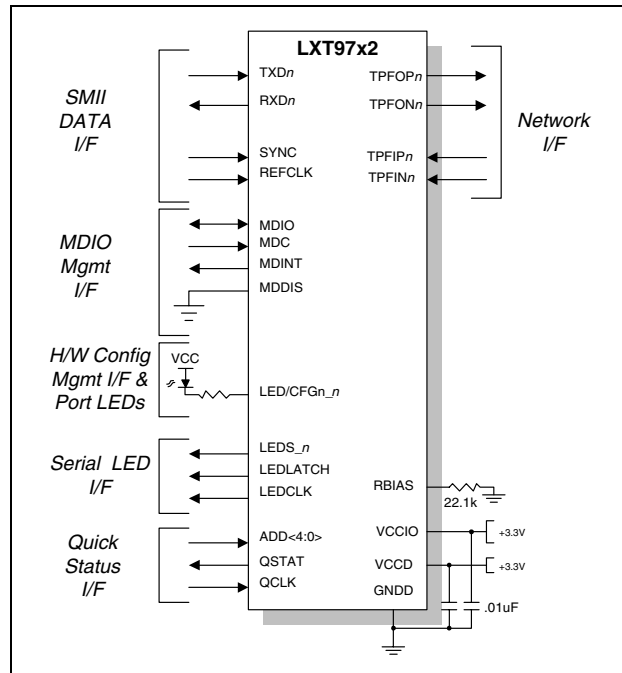 LXT97x2
SMII
DATA
I/F
TXDn
RXDn
SYNC
REFCLK
TPFOPn
TPFONn
TPFIPn
TPFINn
Network
I/F
MDIO
Mgmt
I/F
MDIO
MDC
MDINT
MDDIS
H/W Config
Mgmt I/F &
Port LEDs
VCC
LED/CFGn_n
Serial LED
I/F
LEDS_n
LEDLATCH
LEDCLK
Quick
Status
I/F
ADD<4:0>
QSTAT
QCLK
RBIAS
22.1k
VCCIO
+3.3V
VCCD
+3.3V
GNDD
.01uF